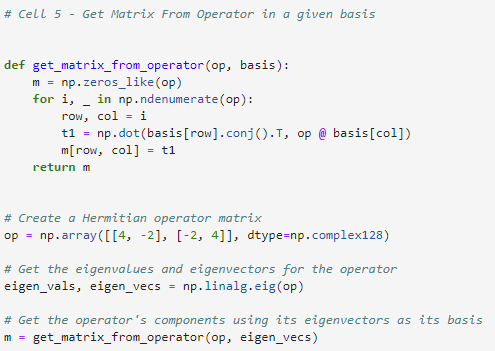 # Cell 5 - Get Matrix From Operator in a given basis
def get_matrix_from_operator(op, basis):
    m = np.zeros_like(op)
    for i, _ in np.ndenumerate(op):
        row, col = i
        t1 = np.dot(basis[row].conj().T, op @ basis[col])
        m[row, col] = t1
    return m
# Create a Hermitian operator matrix
op = np.array([[4, -2], [-2, 4]], dtype=np.complex128)
# Get the eigenvalues and eigenvectors for the operator
eigen_vals, eigen_vecs = np.linalg.eig(op)
# Get the operator's components using its eigenvectors as its basis
m = get_matrix_from_operator(op, eigen_vecs)